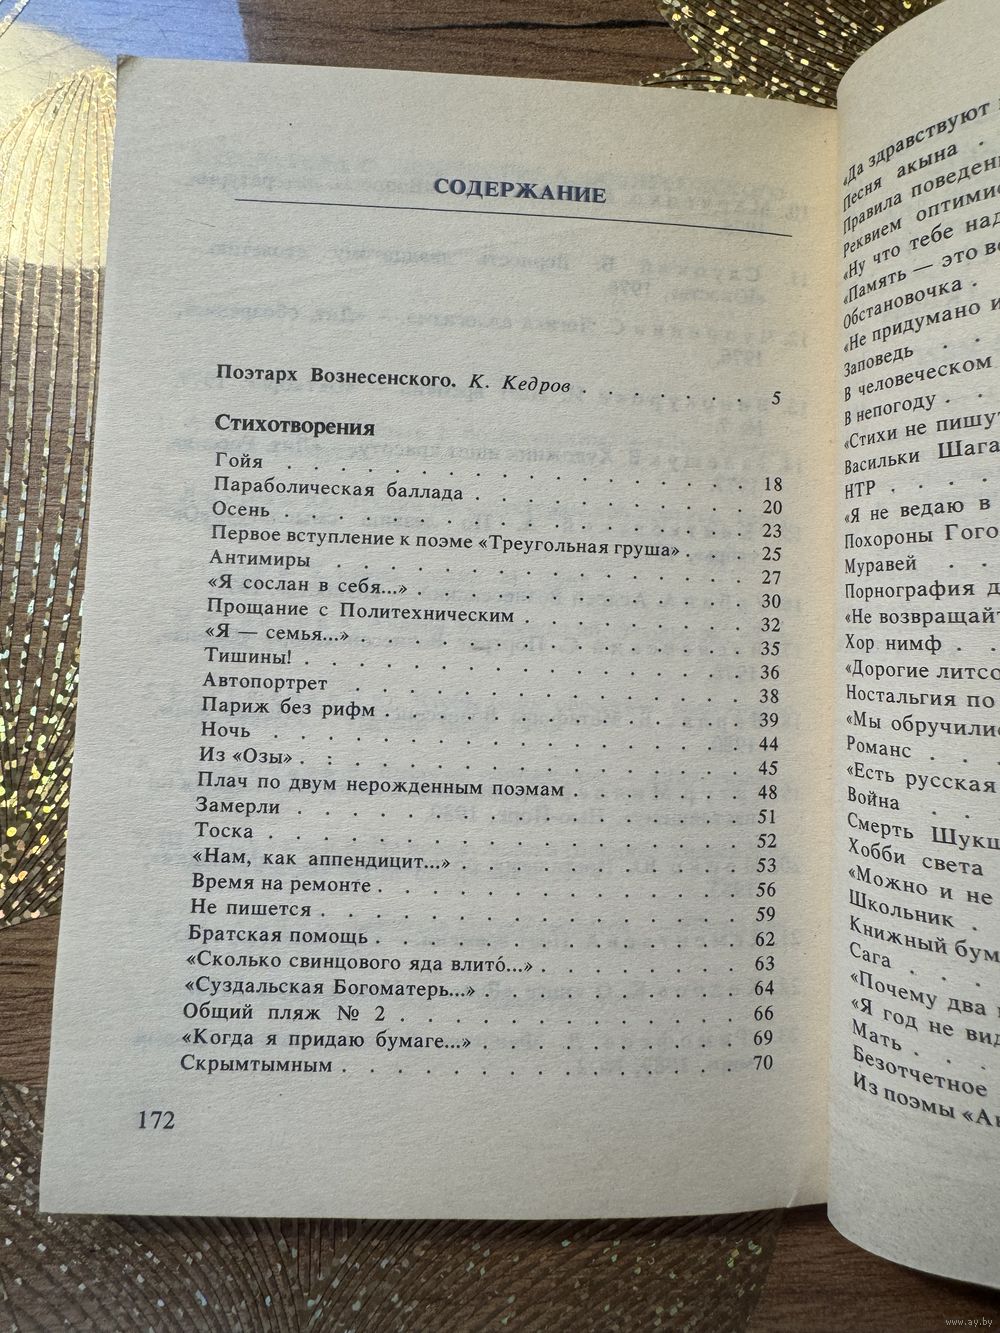 СОДЕРЖАНИЕ
Поэтарх Вознесенского. К. Кедров . . . . . . . . 5
Стихотворения
Гойя . . . . . . . . . . . . . . . 18
Параболическая баллада . . . . . . . . . . 20
Осень . . . . . . . . . . . . . . . 23
Первое вступление к поэме «Треугольная груша» . . . 25
Антимиры . . . . . . . . . . . . . . 27
«Я сослан в себя...» . . . . . . . . . . . 30
Прощание с Политехническим . . . . . . . . 32
«Я — семья...» . . . . . . . . . . . . . 35
Тишины! . . . . . . . . . . . . . . . 36
Автопортрет . . . . . . . . . . . . . 38
Париж без рифм . . . . . . . . . . . . 39
Ночь . . . . . . . . . . . . . . . . 44
Из «Озы» . . . . . . . . . . . . . . . 45
Плач по двум нерожденным поэмам . . . . . . 48
Замерли . . . . . . . . . . . . . . . 51
Тоска . . . . . . . . . . . . . . . . 52
«Нам, как аппендицит...» . . . . . . . . . . 53
Время на ремонте . . . . . . . . . . . . 56
Не пишется . . . . . . . . . . . . . . 59
Братская помощь . . . . . . . . . . . . 62
«Сколько свинцового яда влитó...» . . . . . . . 63
«Суздальская Богоматерь...» . . . . . . . . . 64
Общий пляж № 2 . . . . . . . . . . . . 66
«Когда я придаю бумаге...» . . . . . . . . . 69
Скрымтымным . . . . . . . . . . . . . 70
172
«Да здравствуют
Песня акына .
Правила поведен
Реквием оптимис
«Ну что тебе над
«Память — это во
Обстановочка .
«Не придумано и
Заповедь . .
В человеческом
В непогоду . .
«Стихи не пишут
Васильки Шага
НТР . . . .
«Я не ведаю в
Похороны Гого
Муравей . .
Порнография д
«Не возвращайт
Хор нимф . .
«Дорогие литсо
Ностальгия по
«Мы обручилис
Романс . . .
«Есть русская
Война . . .
Смерть Шукш
Хобби света
«Можно и не
Школьник .
Книжный бум
Сага . . .
«Почему два
«Я год не вид
Мать . . .
Безотчетное
Из поэмы «Ан
www.ay.by